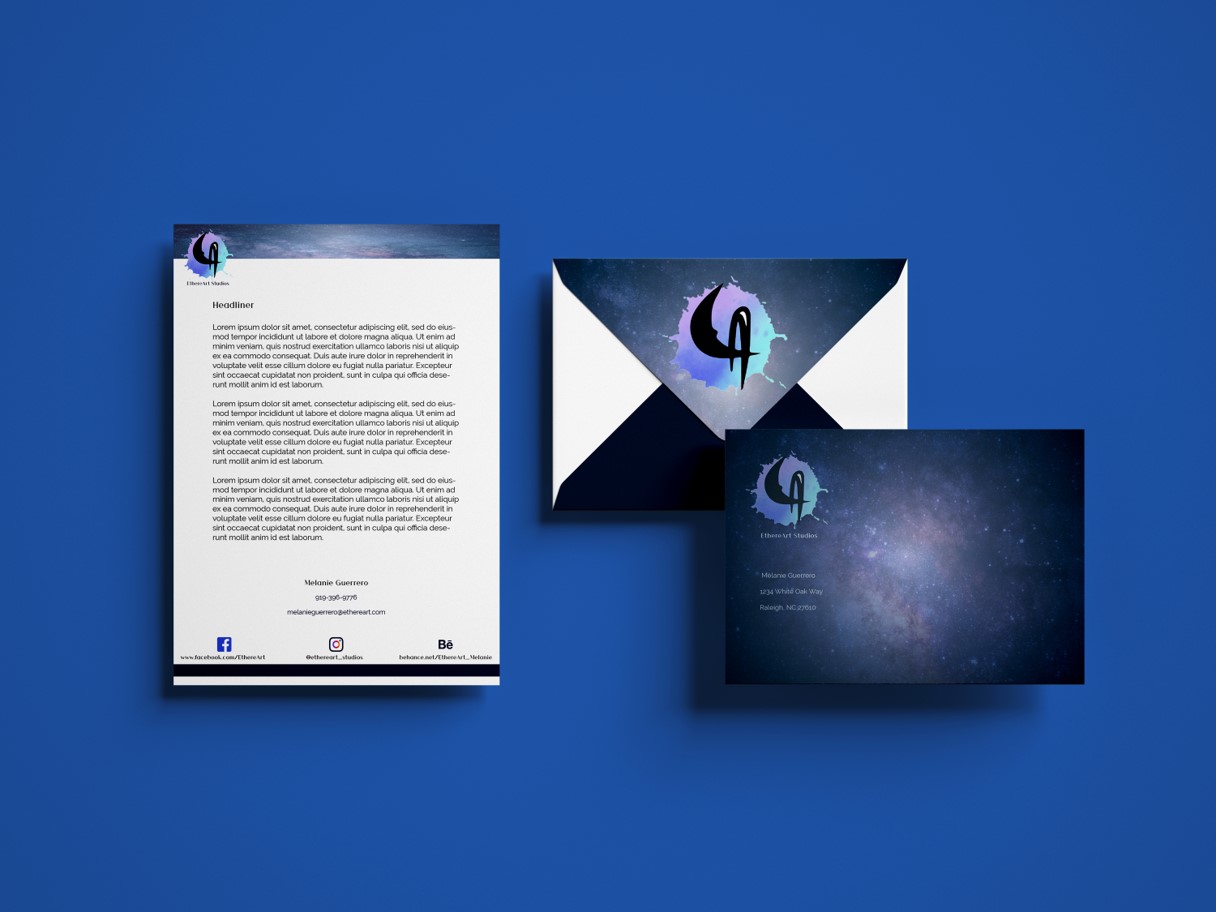 EthereArt Studios
Headliner
Lorem ipsum dolor sit amet, consectetur adipiscing elit, sed do eius-
mod tempor incididunt ut labore et dolore magna aliqua. Ut enim ad
minim veniam, quis nostrud exercitation ullamco laboris nisi ut aliquip
ex ea commodo consequat. Duis aute irure dolor in reprehenderit in
voluptate velit esse cillum dolore eu fugiat nulla pariatur. Excepteur
sint occaecat cupidatat non proident, sunt in culpa qui officia dese-
runt mollit anim id est laborum.
Lorem ipsum dolor sit amet, consectetur adipiscing elit, sed do eius-
mod tempor incididunt ut labore et dolore magna aliqua. Ut enim ad
minim veniam, quis nostrud exercitation ullamco laboris nisi ut aliquip
ex ea commodo consequat. Duis aute irure dolor in reprehenderit in
voluptate velit esse cillum dolore eu fugiat nulla pariatur. Excepteur
sint occaecat cupidatat non proident, sunt in culpa qui officia dese-
runt mollit anim id est laborum.
Lorem ipsum dolor sit amet, consectetur adipiscing elit, sed do eius-
mod tempor incididunt ut labore et dolore magna aliqua. Ut enim ad
minim veniam, quis nostrud exercitation ullamco laboris nisi ut aliquip
ex ea commodo consequat. Duis aute irure dolor in reprehenderit in
voluptate velit esse cillum dolore eu fugiat nulla pariatur. Excepteur
sint occaecat cupidatat non proident, sunt in culpa qui officia dese-
runt mollit anim id est laborum.
Melanie Guerrero
919-396-9776
melanieguerrero@ethereart.com
Bē
www.facebook.com/EthereArt
@ethereart_studios
behance.net/EthereArt_Melanie
EthereArt Studios
Melanie Guerrero
1234 White Oak Way
Raleigh, NC,27610